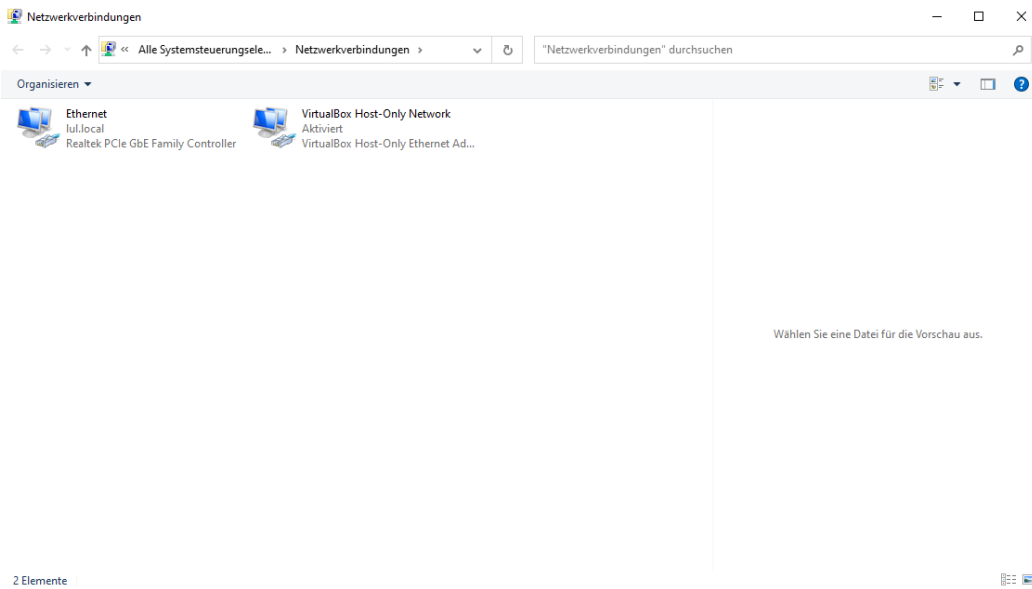 Netzwerkverbindungen
« Alle Systemsteuerungsele... › Netzwerkverbindungen ›
"Netzwerkverbindungen" durchsuchen
Organisieren
?
Ethernet
lul.local
Realtek PCIe GbE Family Controller
VirtualBox Host-Only Network
Aktiviert
VirtualBox Host-Only Ethernet Ad...
Wählen Sie eine Datei für die Vorschau aus.
2 Elemente